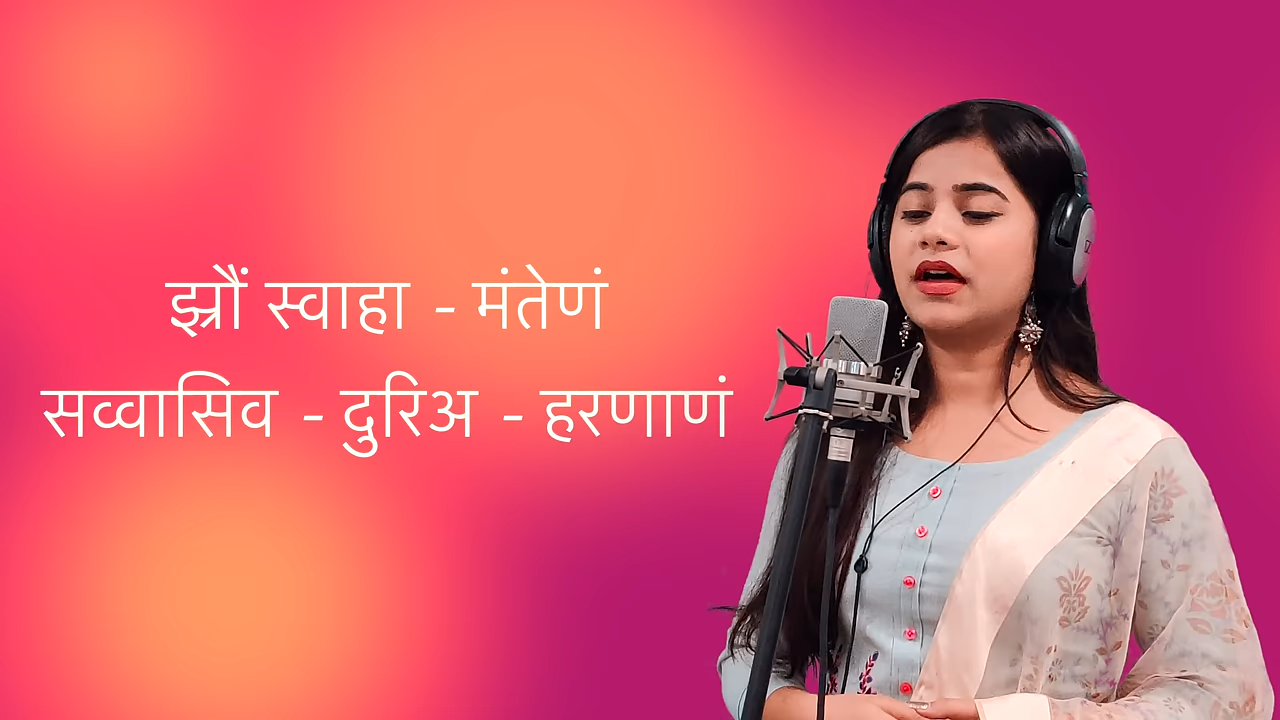 झ्रौं स्वाहा - मंतेणं
सव्वासिव - दुरिअ - हरणाणं